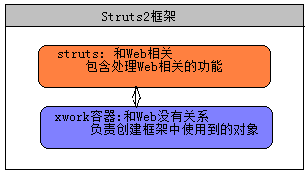 Struts2框架
struts: 和Web相关
包含处理Web相关的功能
xwork容器:和Web没有关系
负责创建框架中使用到的对象